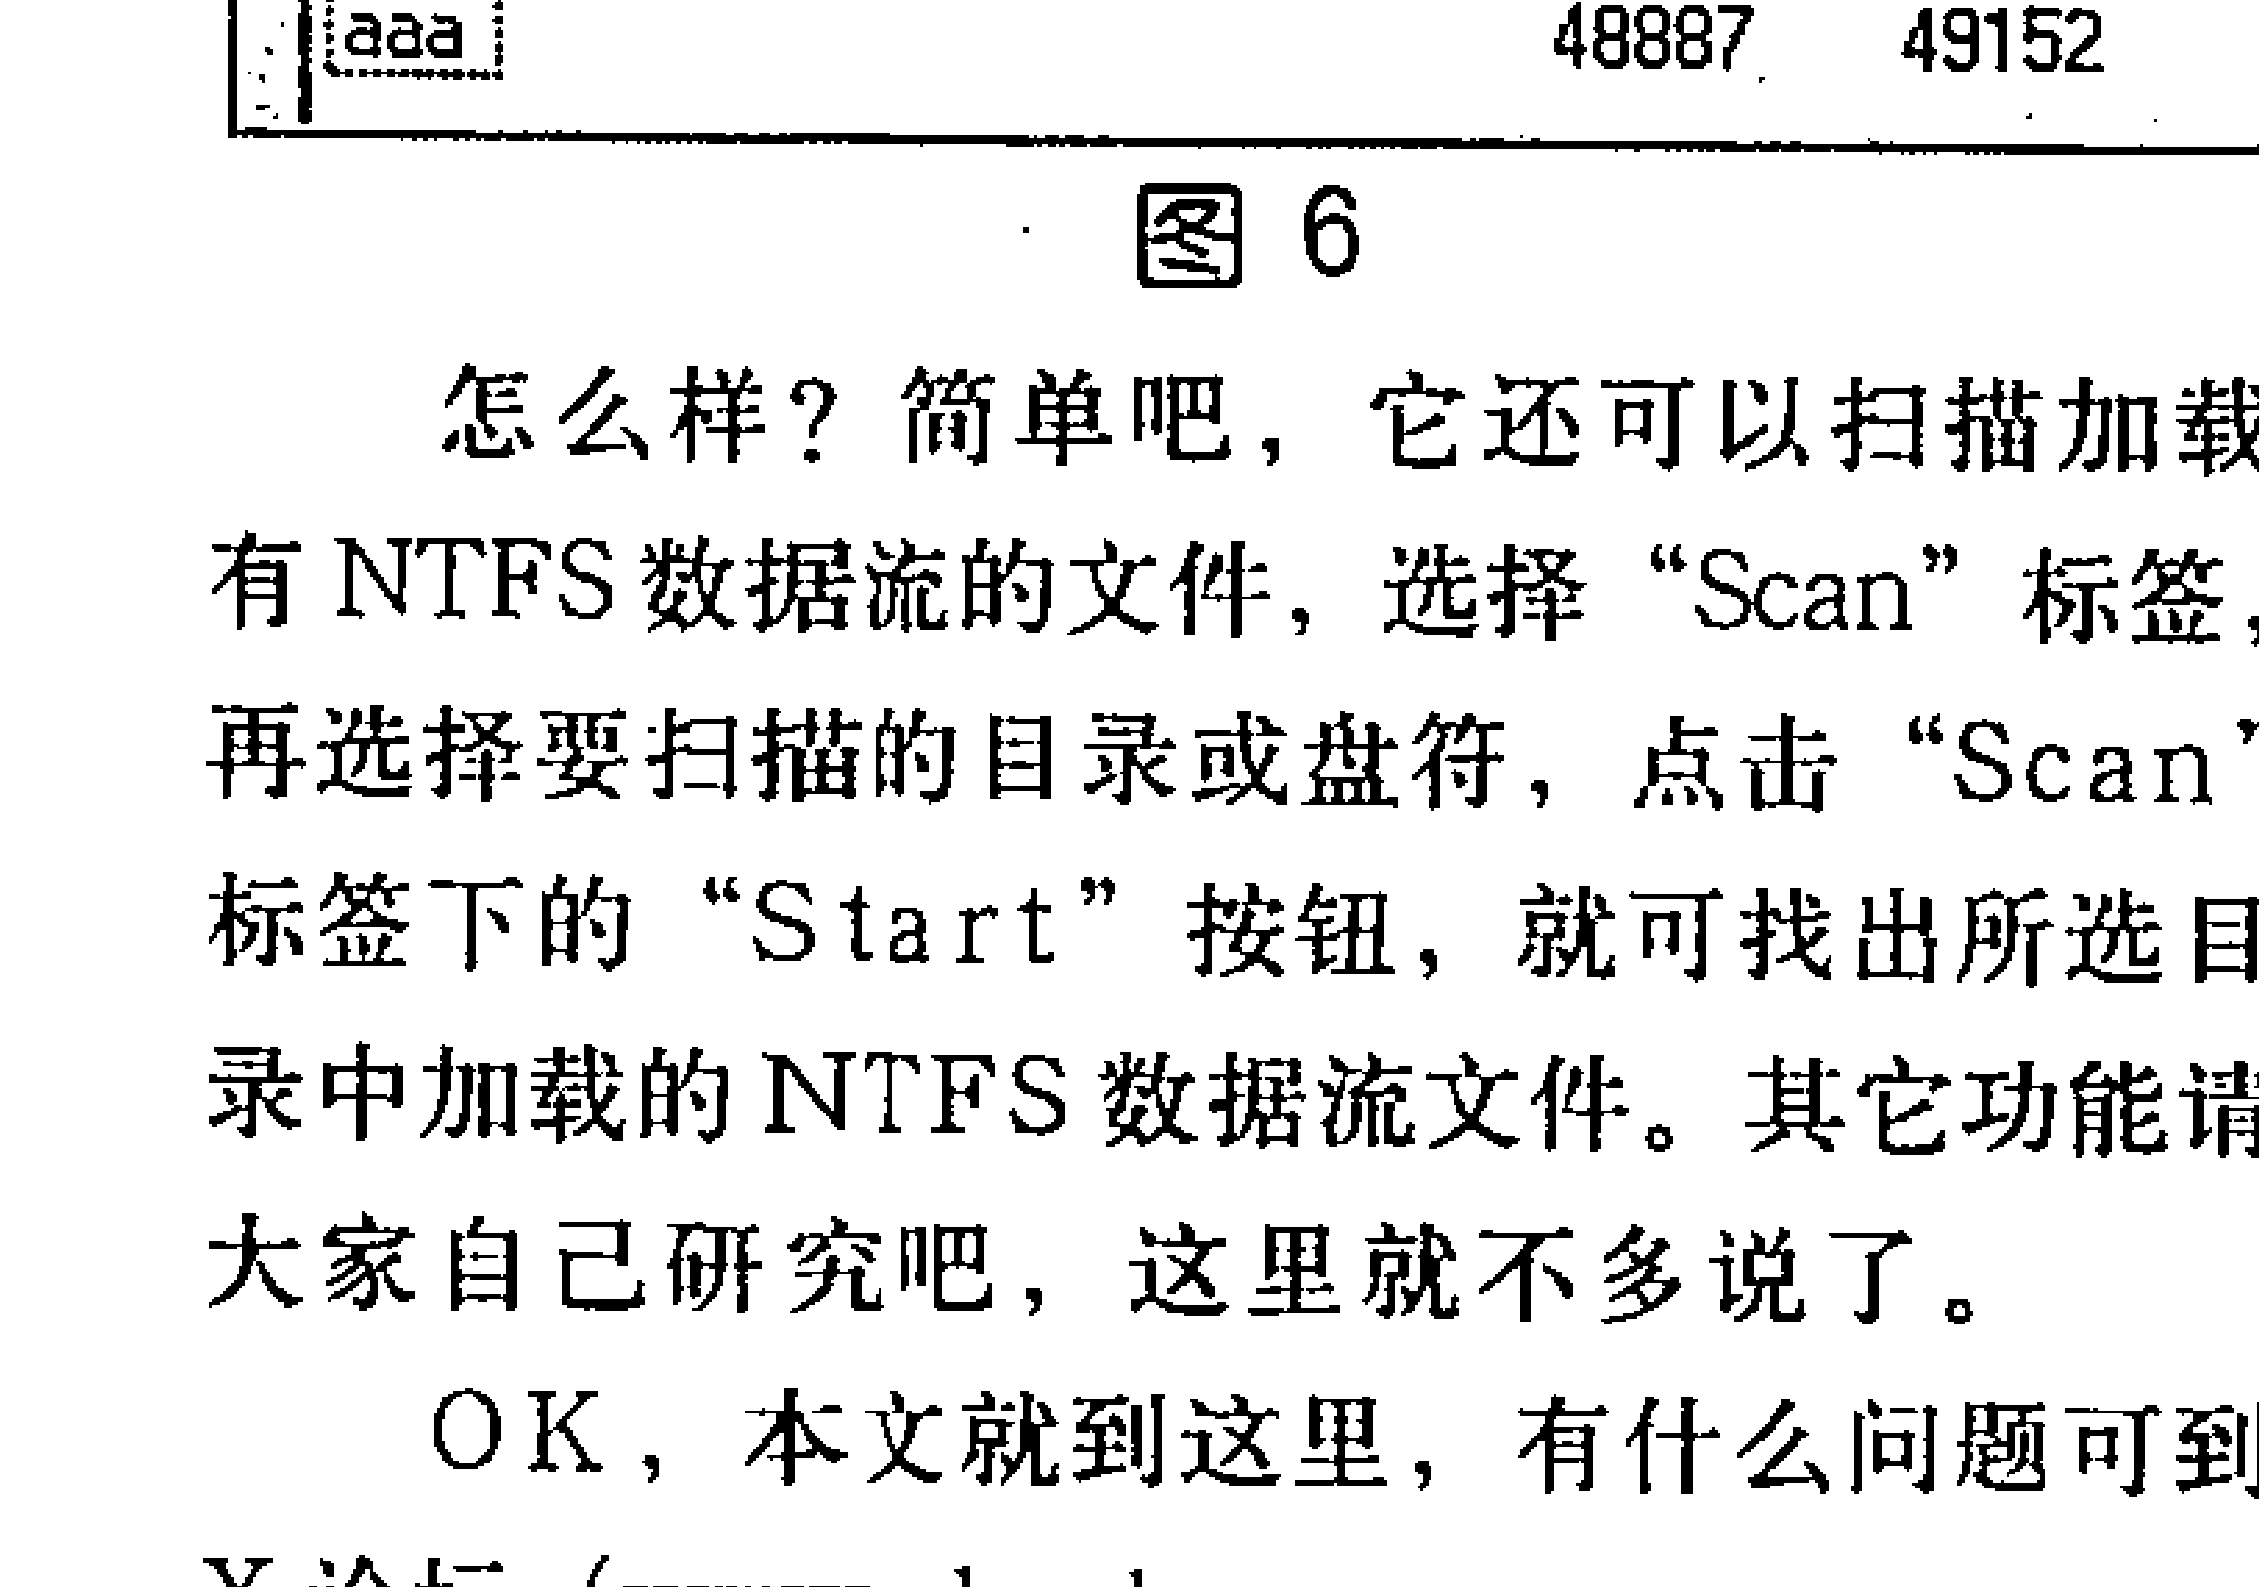 aaa 48887 49152
图 6
怎么样？简单吧，它还可以扫描加载
有NTFS数据流的文件，选择“Scan”标签，
再选择要扫描的目录或盘符，点击“Scan”
标签下的“Start”按钮，就可找出所选目
录中加载的NTFS数据流文件。其它功能请
大家自己研究吧，这里就不多说了。
OK，本文就到这里，有什么问题可到
X论坛